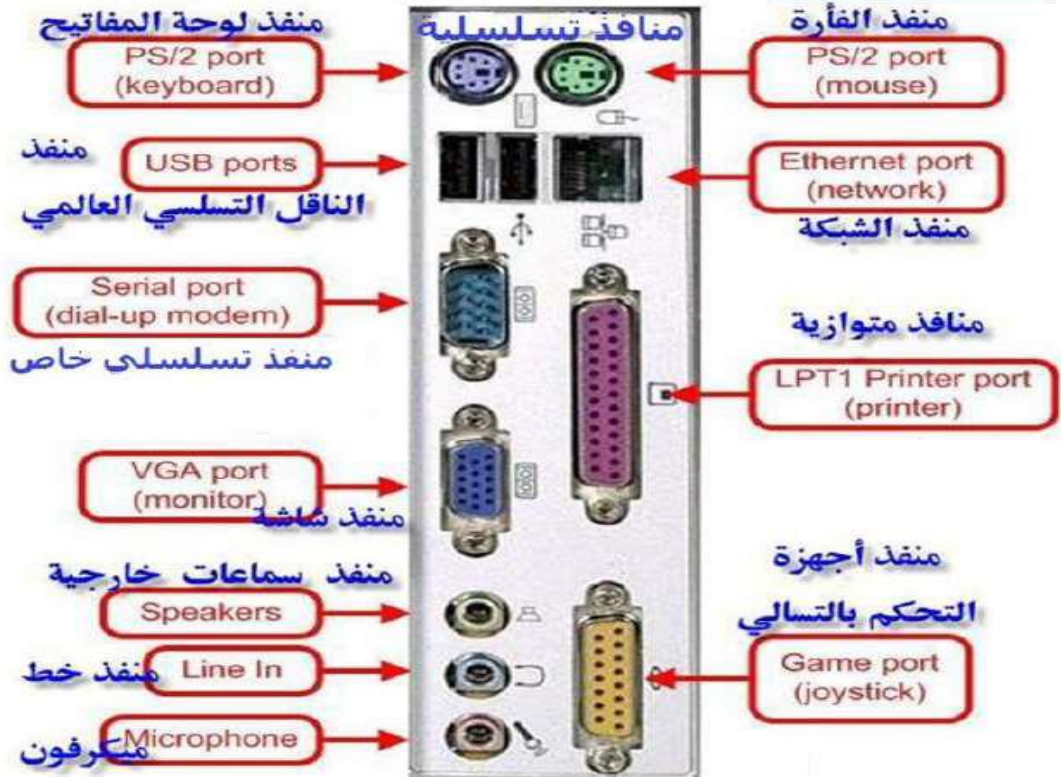 منفذ لوحة المفاتيح
PS/2 port
(keyboard)
منافذ تسلسلية
منفذ الفأرة
PS/2 port
(mouse)
منفذ
USB ports
الناقل التسلسي العالمي
Ethernet port
(network)
منفذ الشبكة
Serial port
(dial-up modem)
منفذ تسلسلي خاص
منافذ متوازية
LPT1 Printer port
(printer)
VGA port
(monitor)
منفذ شاشة
منفذ سماعات خارجية
Speakers
منفذ أجهزة
التحكم بالتسالي
Game port
(joystick)
منفذ خط
Line In
Microphone
ميكرفون